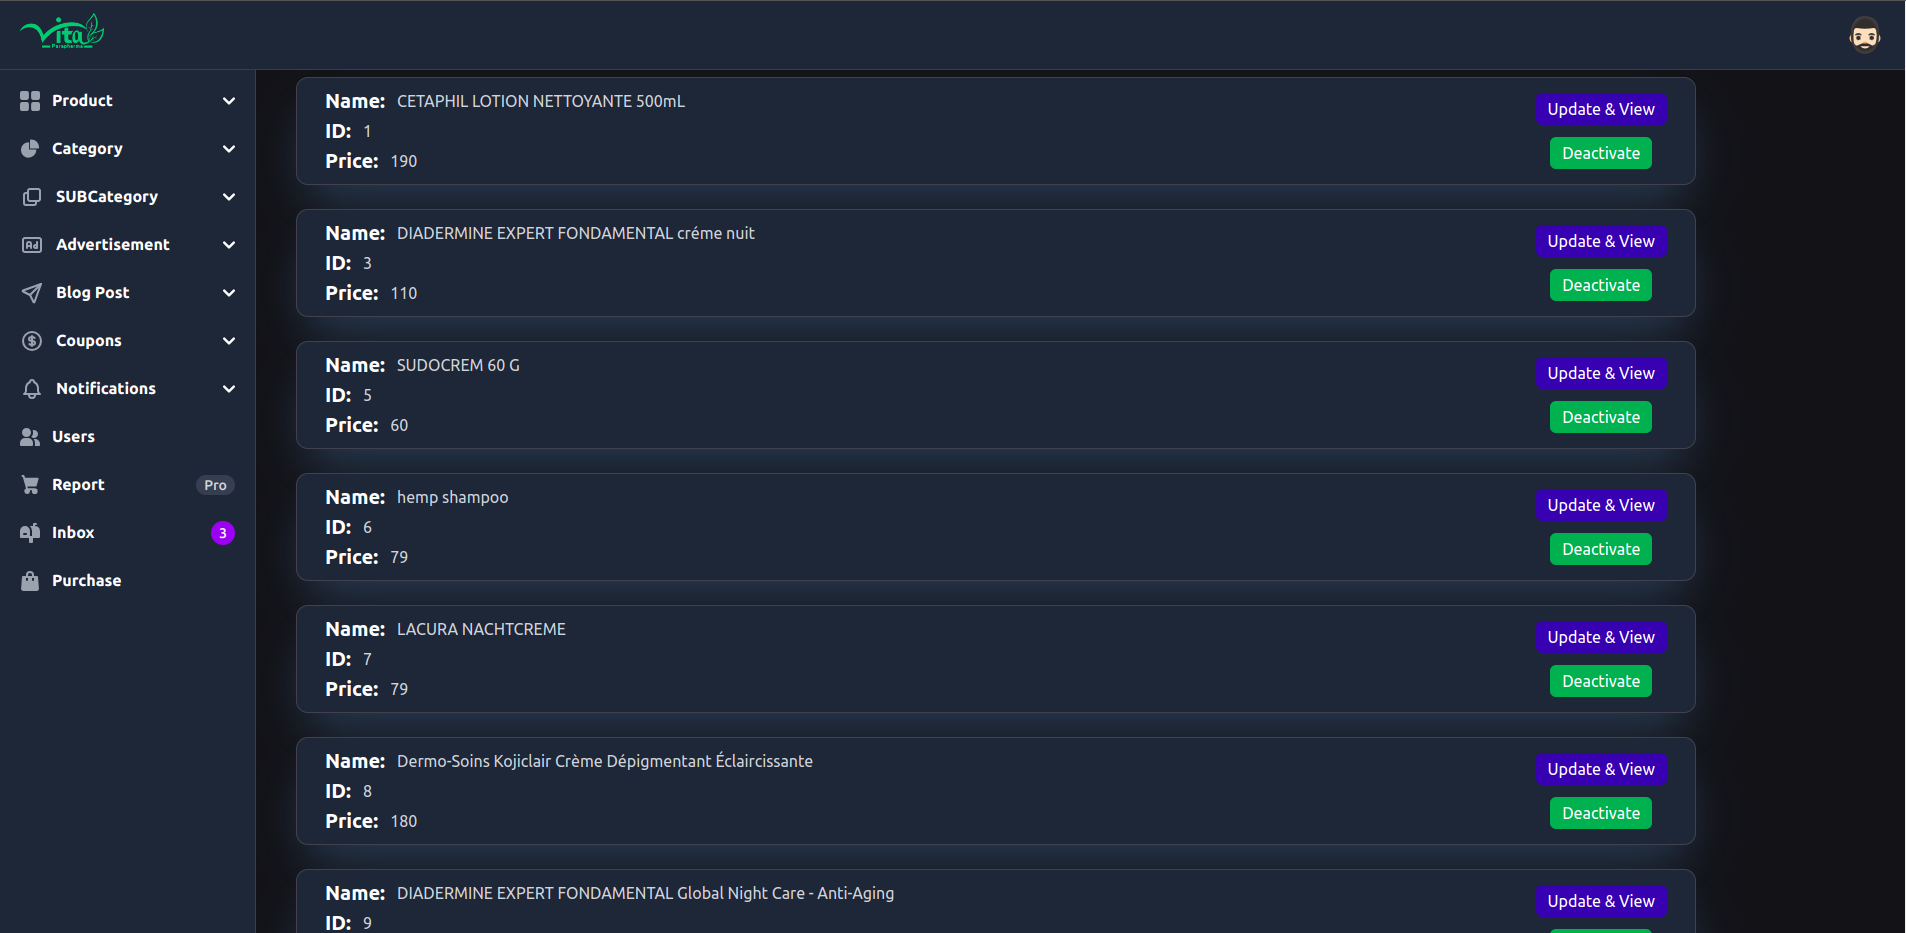 Vita
Parapharma
Product
Category
SUBCategory
Advertisement
Ad
Blog Post
Coupons
$
Notifications
Users
Report Pro
Inbox 3
Purchase
Name: CETAPHIL LOTION NETTOYANTE 500mL
ID: 1
Price: 190
Update & View
Deactivate
Name: DIADERMINE EXPERT FONDAMENTAL créme nuit
ID: 3
Price: 110
Update & View
Deactivate
Name: SUDOCREM 60 G
ID: 5
Price: 60
Update & View
Deactivate
Name: hemp shampoo
ID: 6
Price: 79
Update & View
Deactivate
Name: LACURA NACHTCREME
ID: 7
Price: 79
Update & View
Deactivate
Name: Dermo-Soins Kojiclair Crème Dépigmentant Éclaircissante
ID: 8
Price: 180
Update & View
Deactivate
Name: DIADERMINE EXPERT FONDAMENTAL Global Night Care - Anti-Aging
ID: 9
Update & View